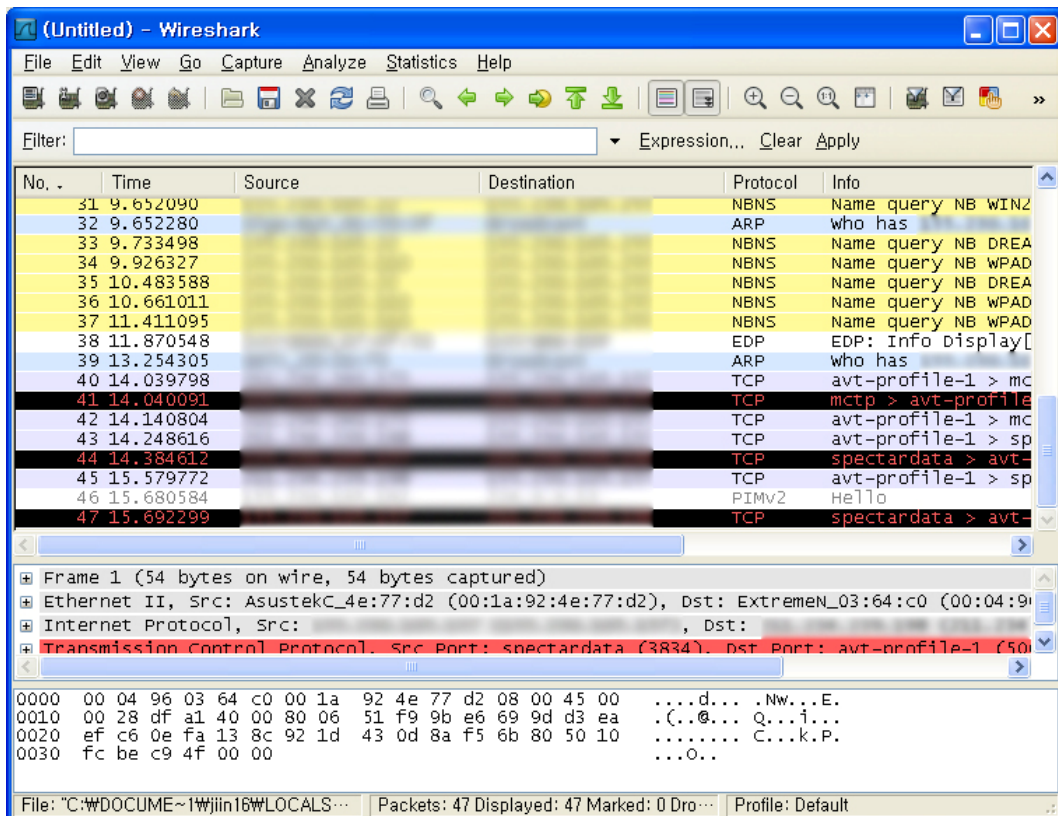 (Untitled) - Wireshark
File Edit View Go Capture Analyze Statistics Help
Filter: Expression... Clear Apply
No. Time Source Destination Protocol Info
31 9.652090 NBNS Name query NB WIN2
32 9.652280 ARP Who has
33 9.733498 NBNS Name query NB DREA
34 9.926327 NBNS Name query NB WPAD
35 10.483588 NBNS Name query NB DREA
36 10.661011 NBNS Name query NB WPAD
37 11.411095 NBNS Name query NB WPAD
38 11.870548 EDP EDP: Info Display[
39 13.254305 ARP Who has
40 14.039798 TCP avt-profile-1 > mc
41 14.040091 TCP mctp > avt-profile
42 14.140804 TCP avt-profile-1 > mc
43 14.248616 TCP avt-profile-1 > sp
44 14.384612 TCP spectardata > avt-
45 15.579772 TCP avt-profile-1 > sp
46 15.680584 PIMv2 Hello
47 15.692299 TCP spectardata > avt-
Frame 1 (54 bytes on wire, 54 bytes captured)
Ethernet II, Src: AsustekC_4e:77:d2 (00:1a:92:4e:77:d2), Dst: ExtremeN_03:64:c0 (00:04:9
Internet Protocol, Src: , Dst:
Transmission Control Protocol, Src Port: spectardata (3834), Dst Port: avt-profile-1 (50
0000 00 04 96 03 64 c0 00 1a 92 4e 77 d2 08 00 45 00 ....d... .Nw...E.
0010 00 28 df a1 40 00 80 06 51 f9 9b e6 69 9d d3 ea .(..@... Q...i...
0020 ef c6 0e fa 13 8c 92 1d 43 0d 8a f5 6b 80 50 10 ........ C...k.P.
0030 fc be c9 4f 00 00 ...O..
File: "C:₩DOCUME~1₩jiin16₩LOCALS… Packets: 47 Displayed: 47 Marked: 0 Dro… Profile: Default